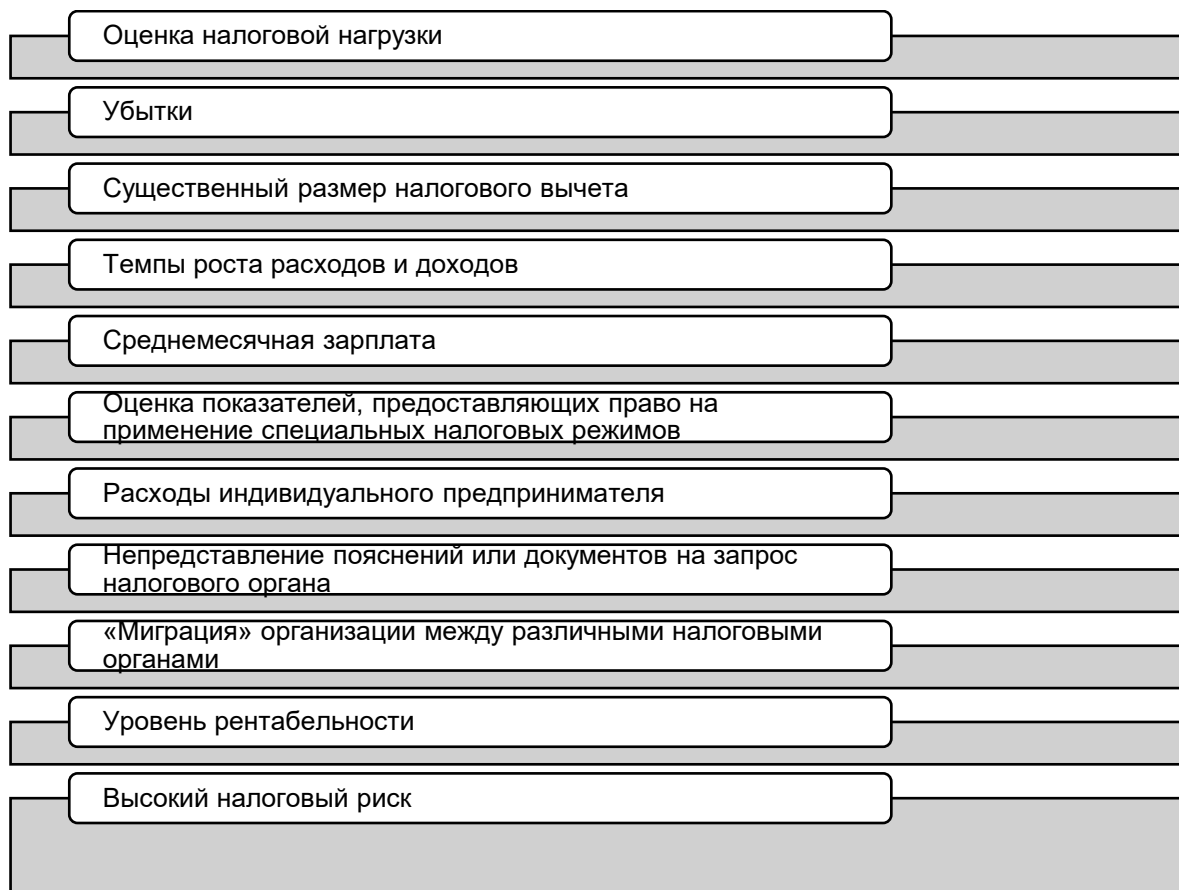 Оценка налоговой нагрузки
Убытки
Существенный размер налогового вычета
Темпы роста расходов и доходов
Среднемесячная зарплата
Оценка показателей, предоставляющих право на
применение специальных налоговых режимов
Расходы индивидуального предпринимателя
Непредставление пояснений или документов на запрос
налогового органа
«Миграция» организации между различными налоговыми
органами
Уровень рентабельности
Высокий налоговый риск